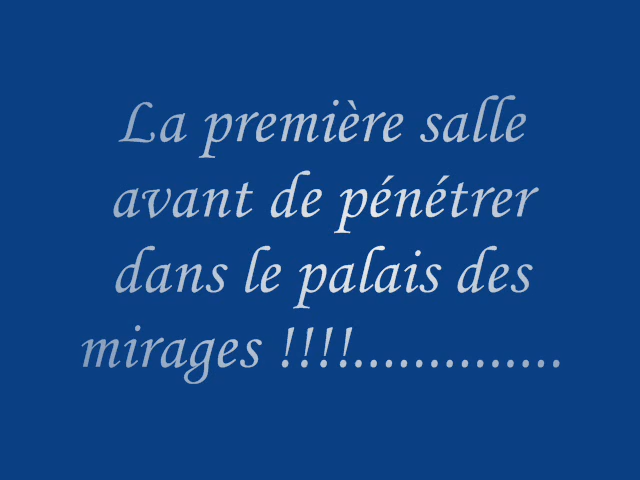 La première salle
avant de pénétrer
dans le palais des
mirages !!!!..............